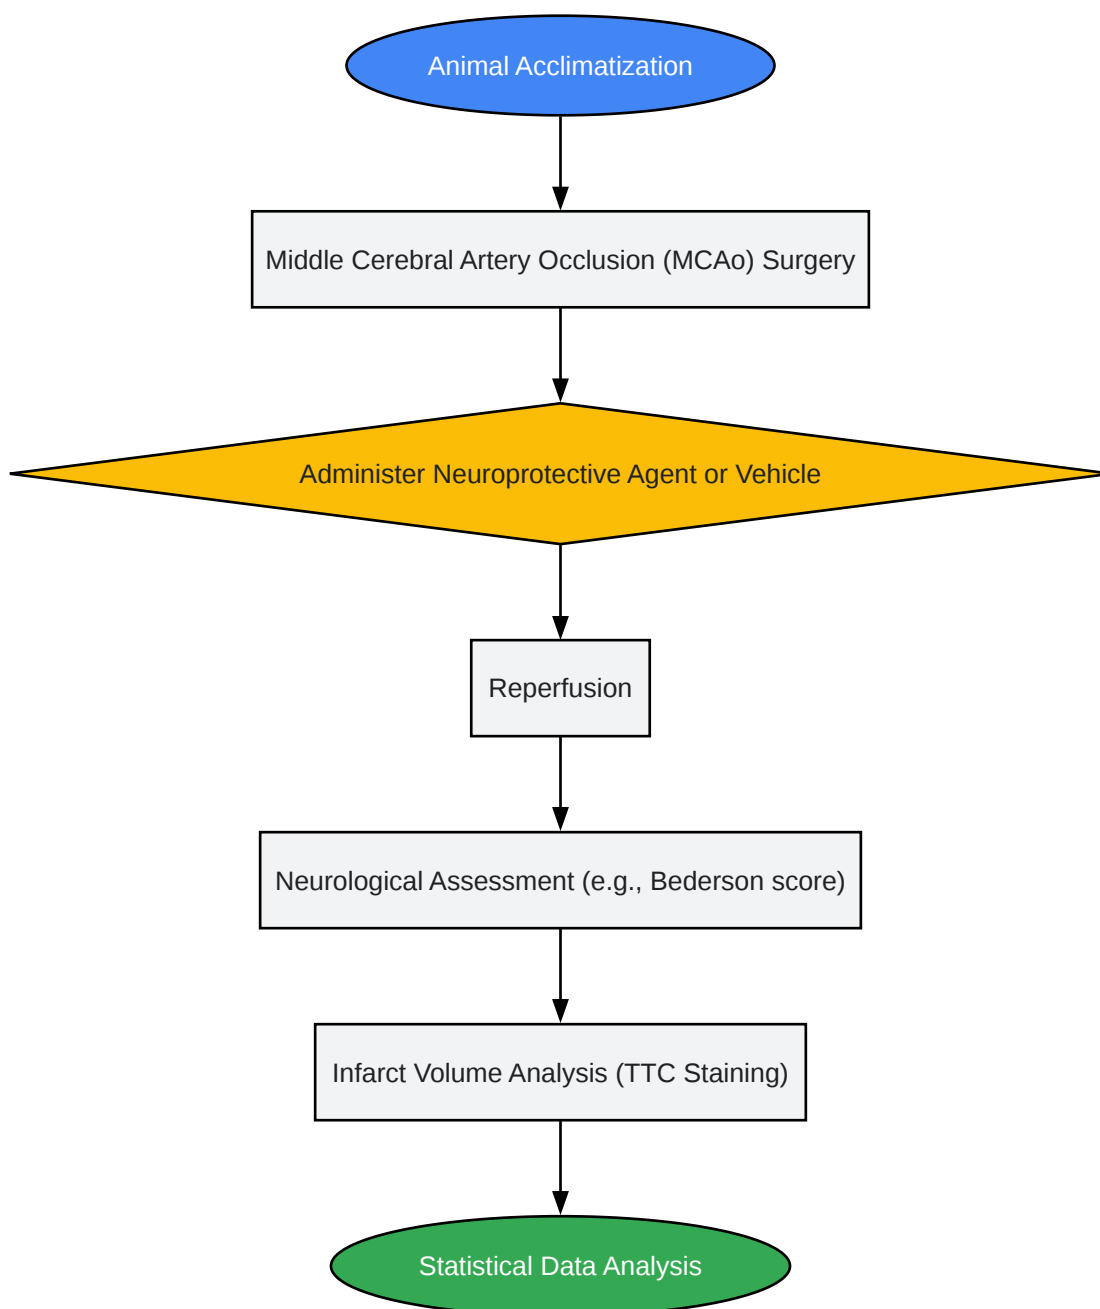 Animal Acclimatization
Middle Cerebral Artery Occlusion (MCAo) Surgery
Administer Neuroprotective Agent or Vehicle
Reperfusion
Neurological Assessment (e.g., Bederson score)
Infarct Volume Analysis (TTC Staining)
Statistical Data Analysis